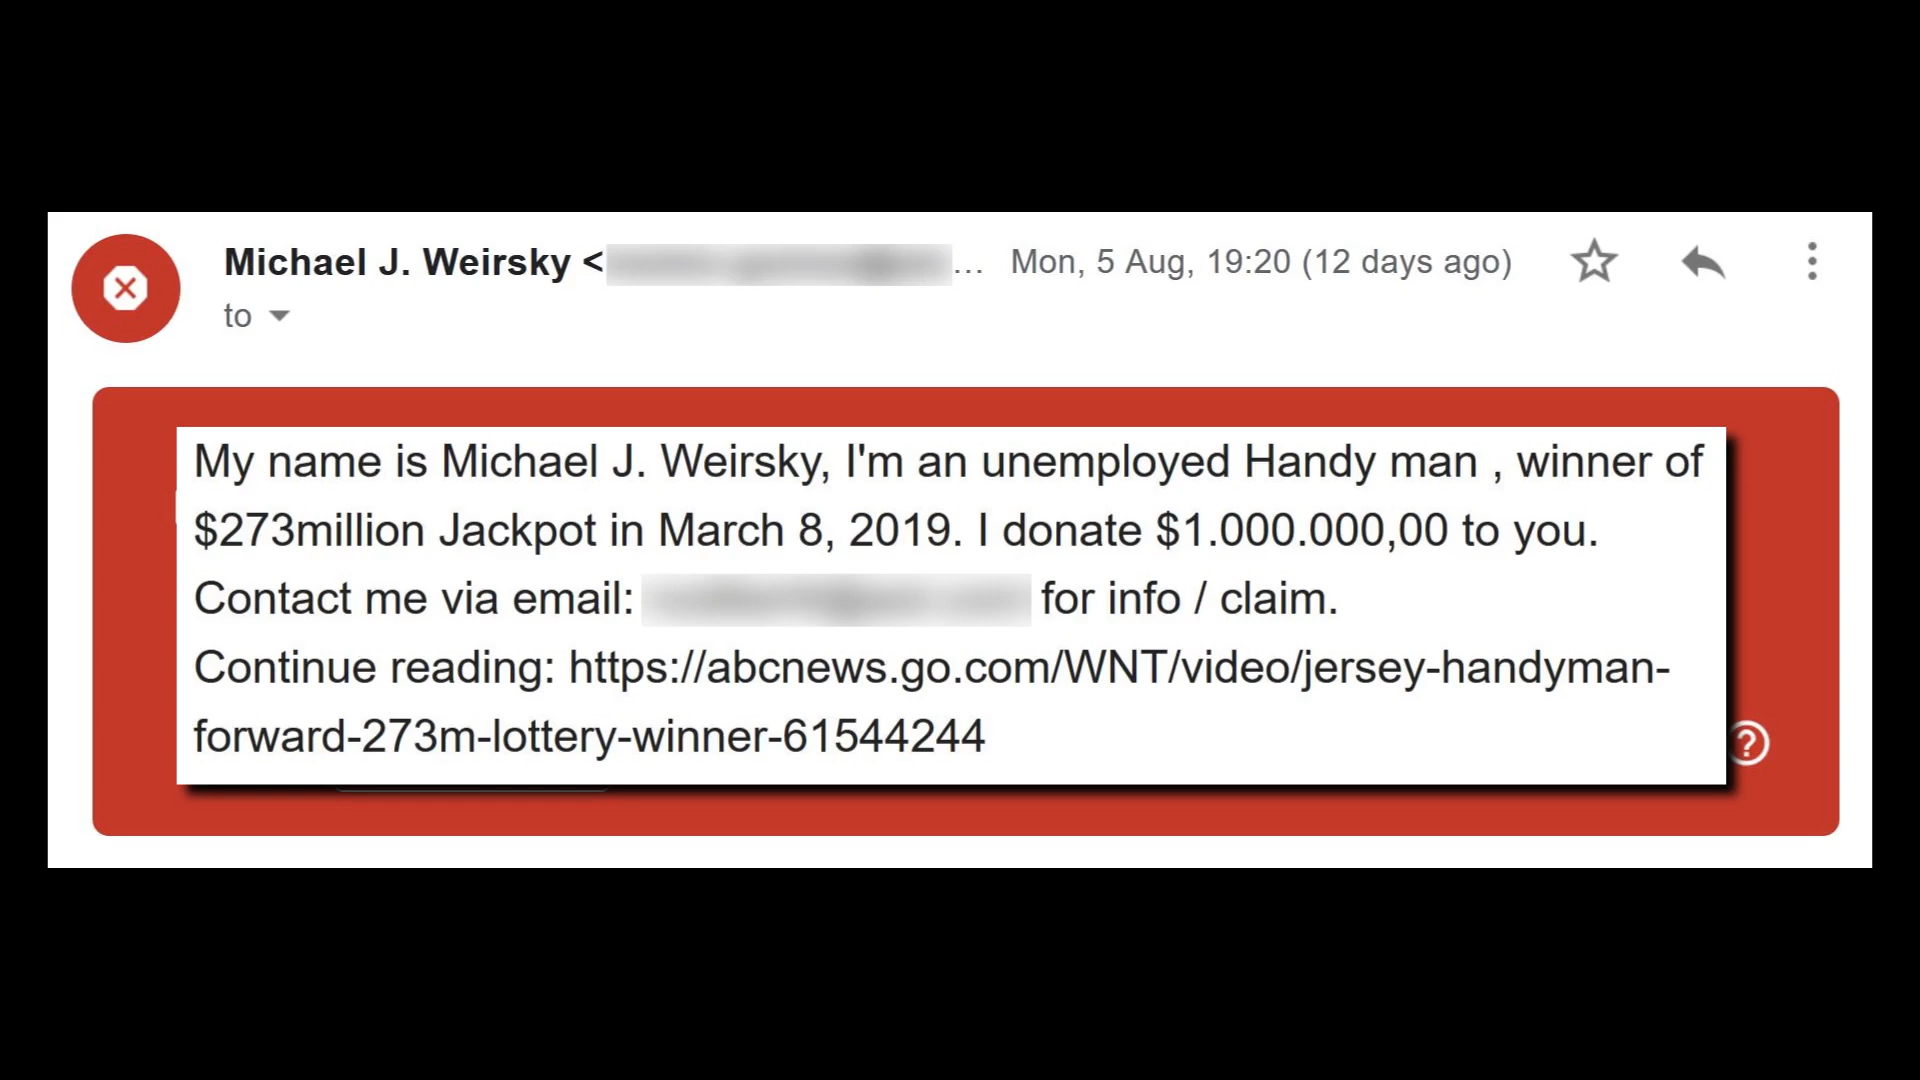 Michael J. Weirsky < ... Mon, 5 Aug, 19:20 (12 days ago)
to
My name is Michael J. Weirsky, I'm an unemployed Handy man , winner of
$273million Jackpot in March 8, 2019. I donate $1.000.000,00 to you.
Contact me via email: for info / claim.
Continue reading: https://abcnews.go.com/WNT/video/jersey-handyman-
forward-273m-lottery-winner-61544244